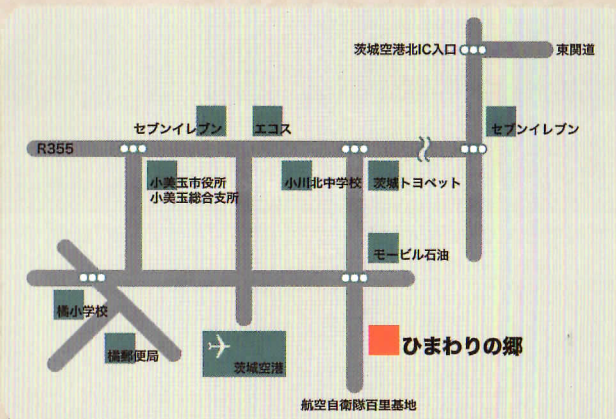 茨城空港北IC入口
東関道
セブンイレブン
エコス
セブンイレブン
R355
小美玉市役所
小美玉総合支所
小川北中学校
茨城トヨペット
モービル石油
橘小学校
橘郵便局
茨城空港
ひまわりの郷
航空自衛隊百里基地